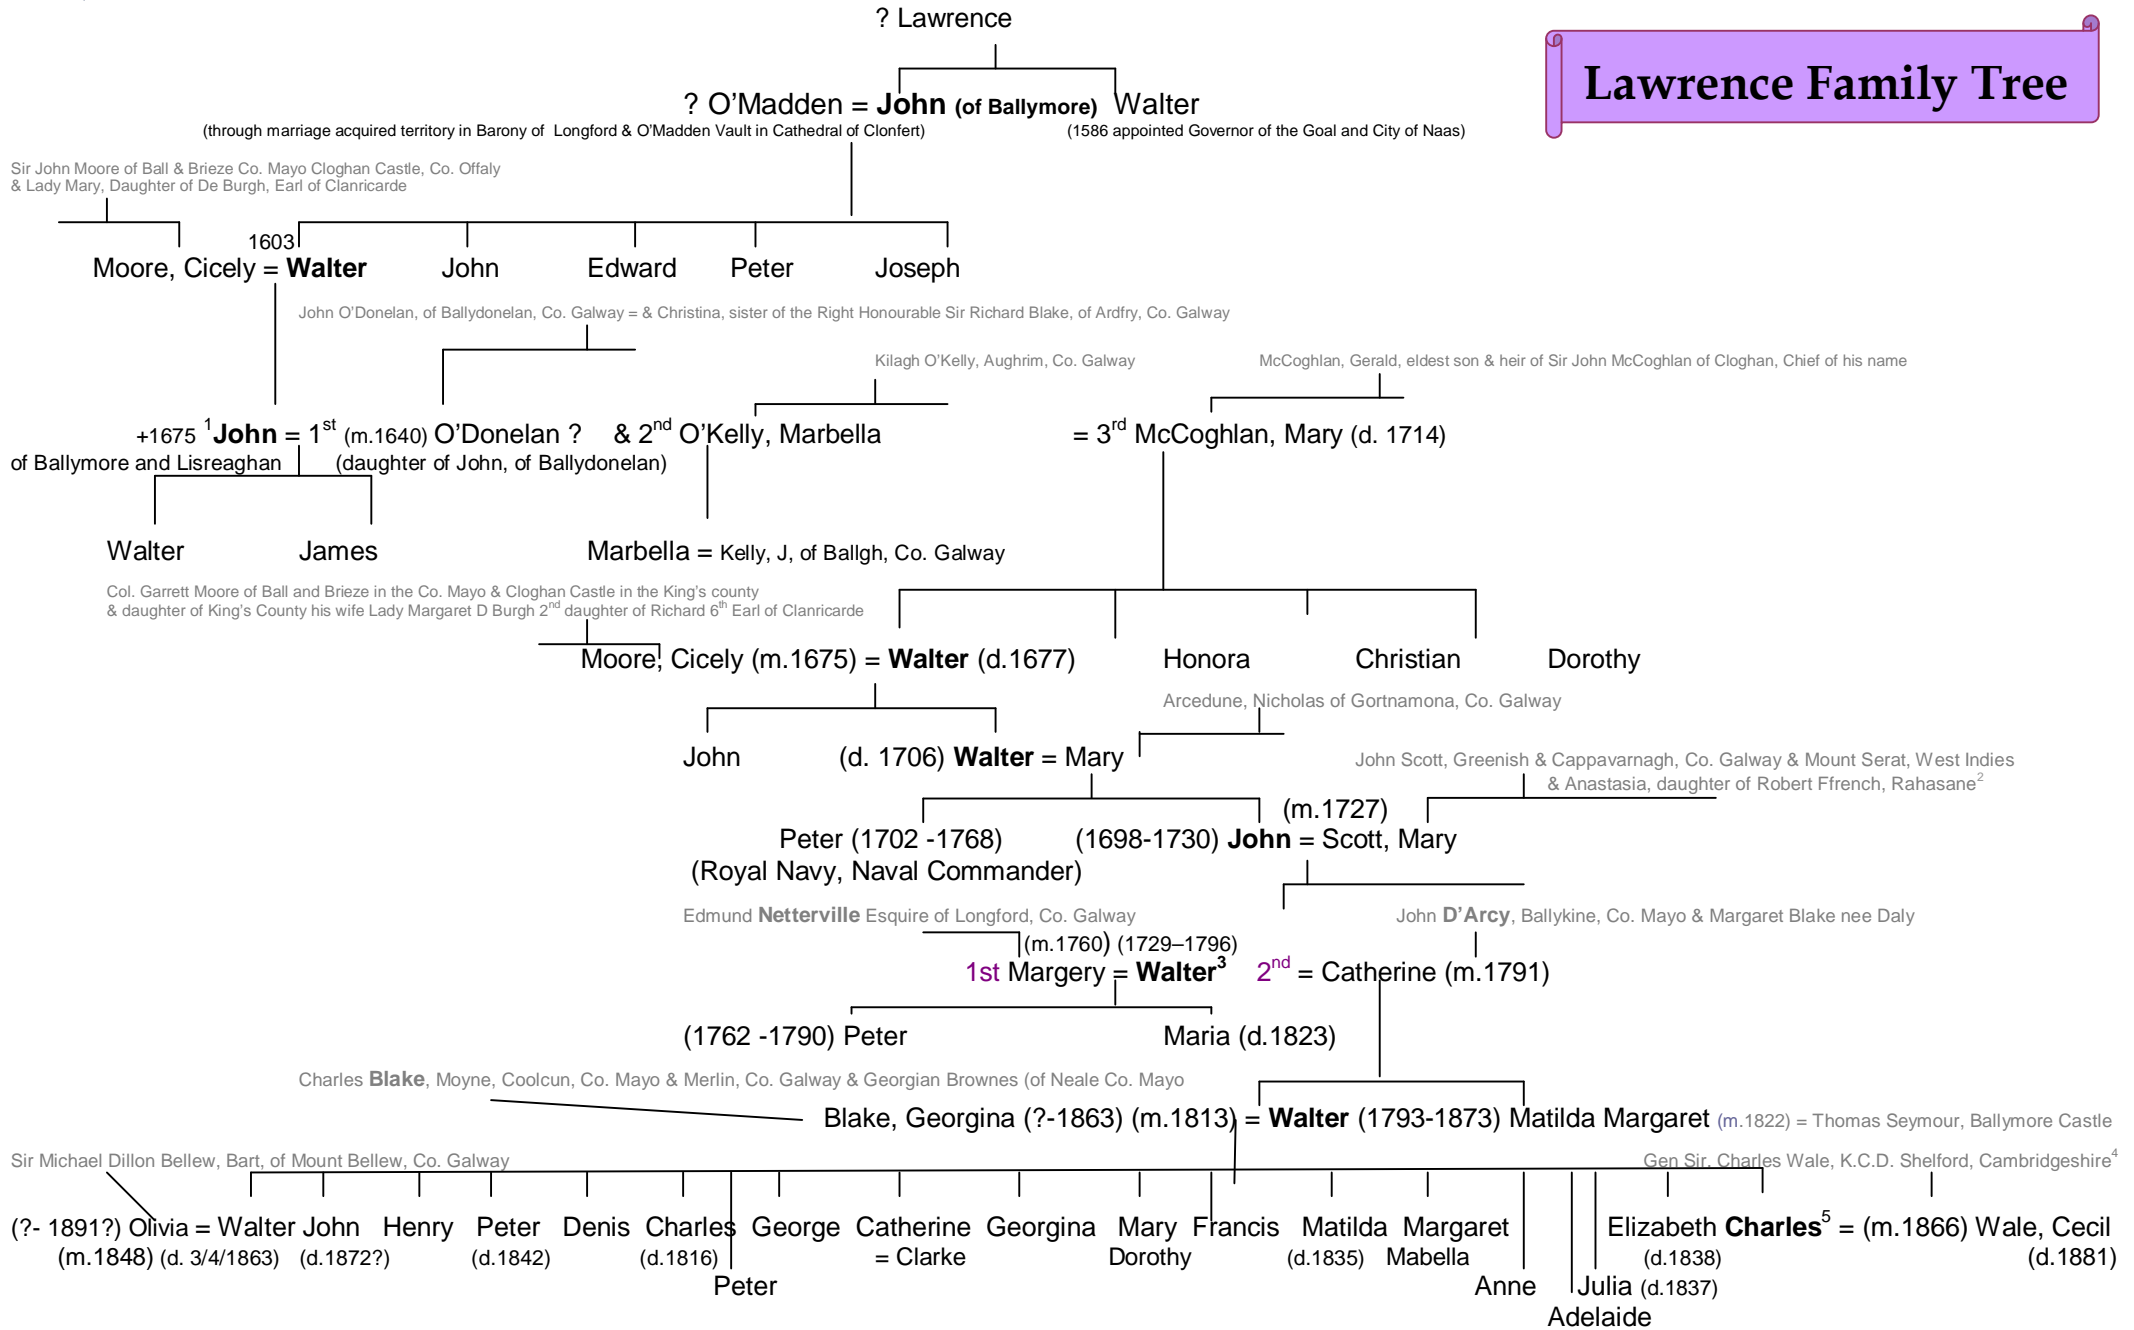 ? Lawrence
Lawrence Family Tree
? O'Madden = John (of Ballymore) Walter
(through marriage acquired territory in Barony of Longford & O'Madden Vault in Cathedral of Clonfert) (1586 appointed Governor of the Goal and City of Naas)
Sir John Moore of Ball & Brieze Co. Mayo Cloghan Castle, Co. Offaly
& Lady Mary, Daughter of De Burgh, Earl of Clanricarde
1603
Moore, Cicely = Walter John Edward Peter Joseph
John O'Donelan, of Ballydonelan, Co. Galway = & Christina, sister of the Right Honourable Sir Richard Blake, of Ardfry, Co. Galway
Kilagh O'Kelly, Aughrim, Co. Galway McCoghlan, Gerald, eldest son & heir of Sir John McCoghlan of Cloghan, Chief of his name
+1675 1John = 1st (m.1640) O'Donelan ? & 2nd O'Kelly, Marbella = 3rd McCoghlan, Mary (d. 1714)
of Ballymore and Lisreaghan (daughter of John, of Ballydonelan)
Walter James Marbella = Kelly, J, of Ballgh, Co. Galway
Col. Garrett Moore of Ball and Brieze in the Co. Mayo & Cloghan Castle in the King's county
& daughter of King's County his wife Lady Margaret D Burgh 2nd daughter of Richard 6th Earl of Clanricarde
Moore, Cicely (m.1675) = Walter (d.1677) Honora Christian Dorothy
Arcedune, Nicholas of Gortnamona, Co. Galway
John (d. 1706) Walter = Mary
John Scott, Greenish & Cappavarnagh, Co. Galway & Mount Serat, West Indies
& Anastasia, daughter of Robert Ffrench, Rahasane2
(m.1727)
Peter (1702 -1768) (1698-1730) John = Scott, Mary
(Royal Navy, Naval Commander)
Edmund Netterville Esquire of Longford, Co. Galway John D'Arcy, Ballykine, Co. Mayo & Margaret Blake nee Daly
(m.1760) (1729–1796)
1st Margery = Walter3 2nd = Catherine (m.1791)
(1762 -1790) Peter Maria (d.1823)
Charles Blake, Moyne, Coolcun, Co. Mayo & Merlin, Co. Galway & Georgian Brownes (of Neale Co. Mayo
Blake, Georgina (?-1863) (m.1813) = Walter (1793-1873) Matilda Margaret (m.1822) = Thomas Seymour, Ballymore Castle
Sir Michael Dillon Bellew, Bart, of Mount Bellew, Co. Galway Gen Sir. Charles Wale, K.C.D. Shelford, Cambridgeshire4
(?- 1891?) Olivia = Walter John Henry Peter Denis Charles George Catherine Georgina Mary Francis Matilda Margaret Elizabeth Charles5 = (m.1866) Wale, Cecil
(m.1848) (d. 3/4/1863) (d.1872?) (d.1842) (d.1816) = Clarke Dorothy (d.1835) Mabella (d.1838) (d.1881)
Peter Anne Julia (d.1837)
Adelaide